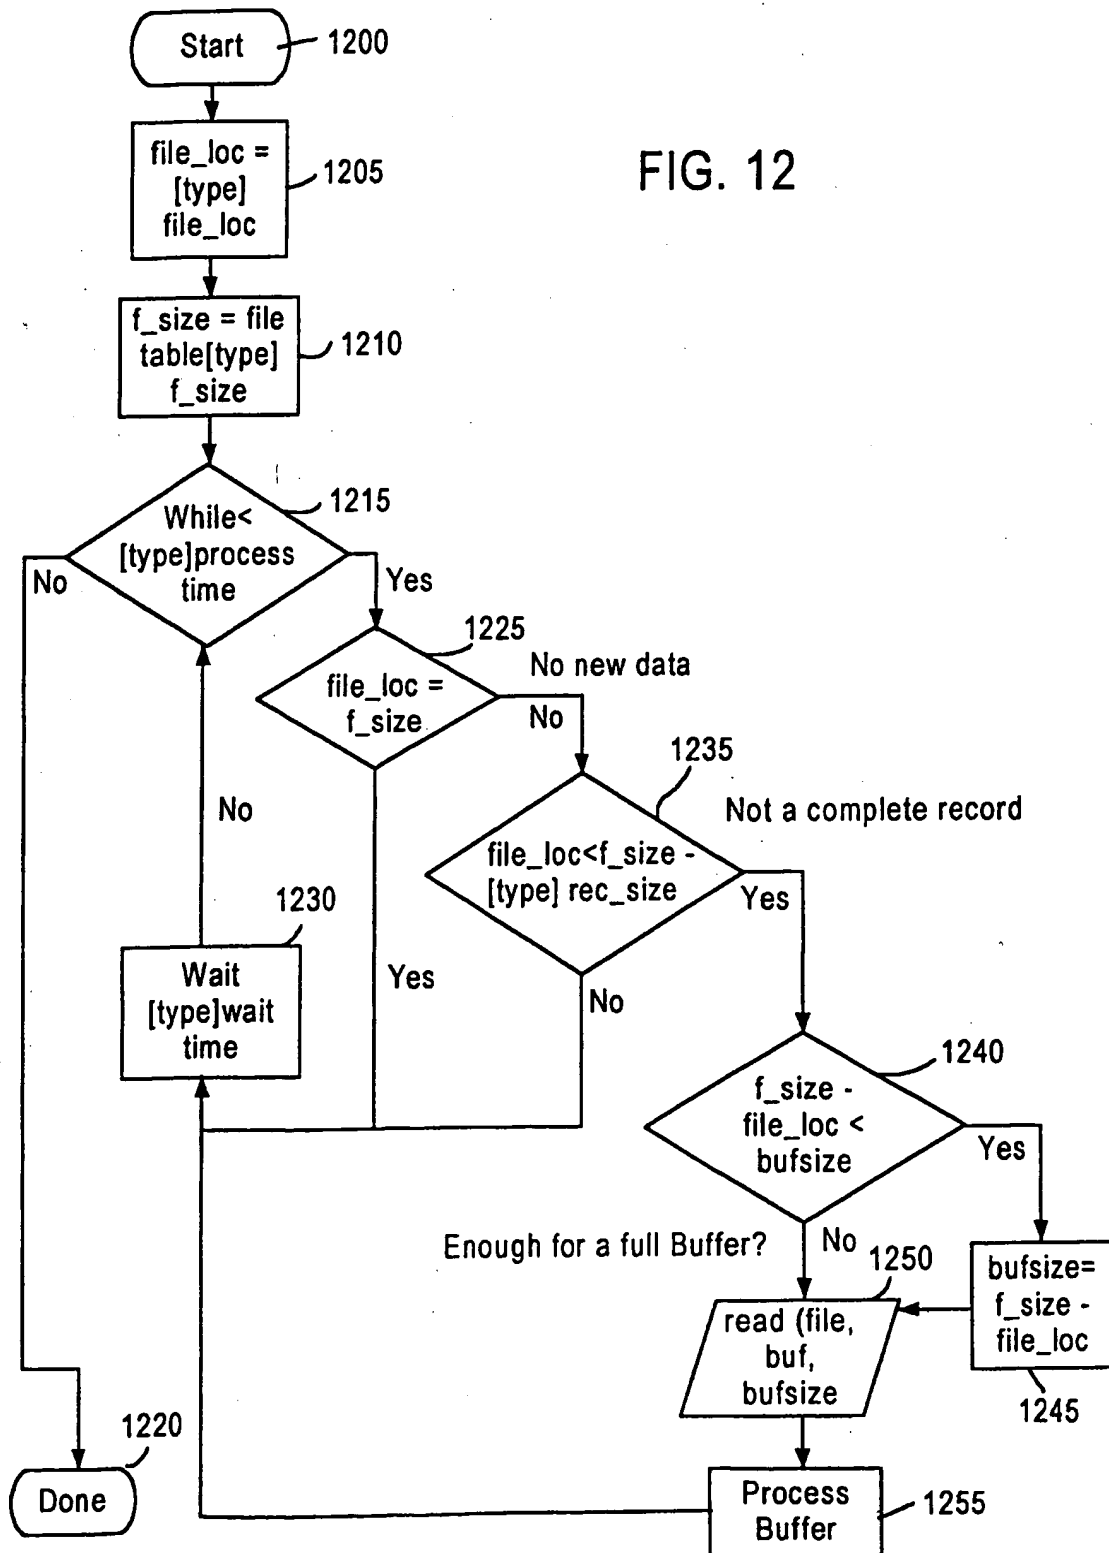 Start
1200
file_loc =
[type]
file_loc
1205
FIG. 12
f_size = file
table[type]
f_size
1210
While<
[type]process
time
1215
No
Yes
file_loc =
f_size
1225
No new data
No
Yes
file_loc<f_size -
[type] rec_size
1235
Not a complete record
Yes
No
No
Wait
[type]wait
time
1230
f_size -
file_loc <
bufsize
1240
Yes
Enough for a full Buffer?
No
bufsize=
f_size -
file_loc
1245
read (file,
buf,
bufsize
1250
Process
Buffer
1255
Done
1220